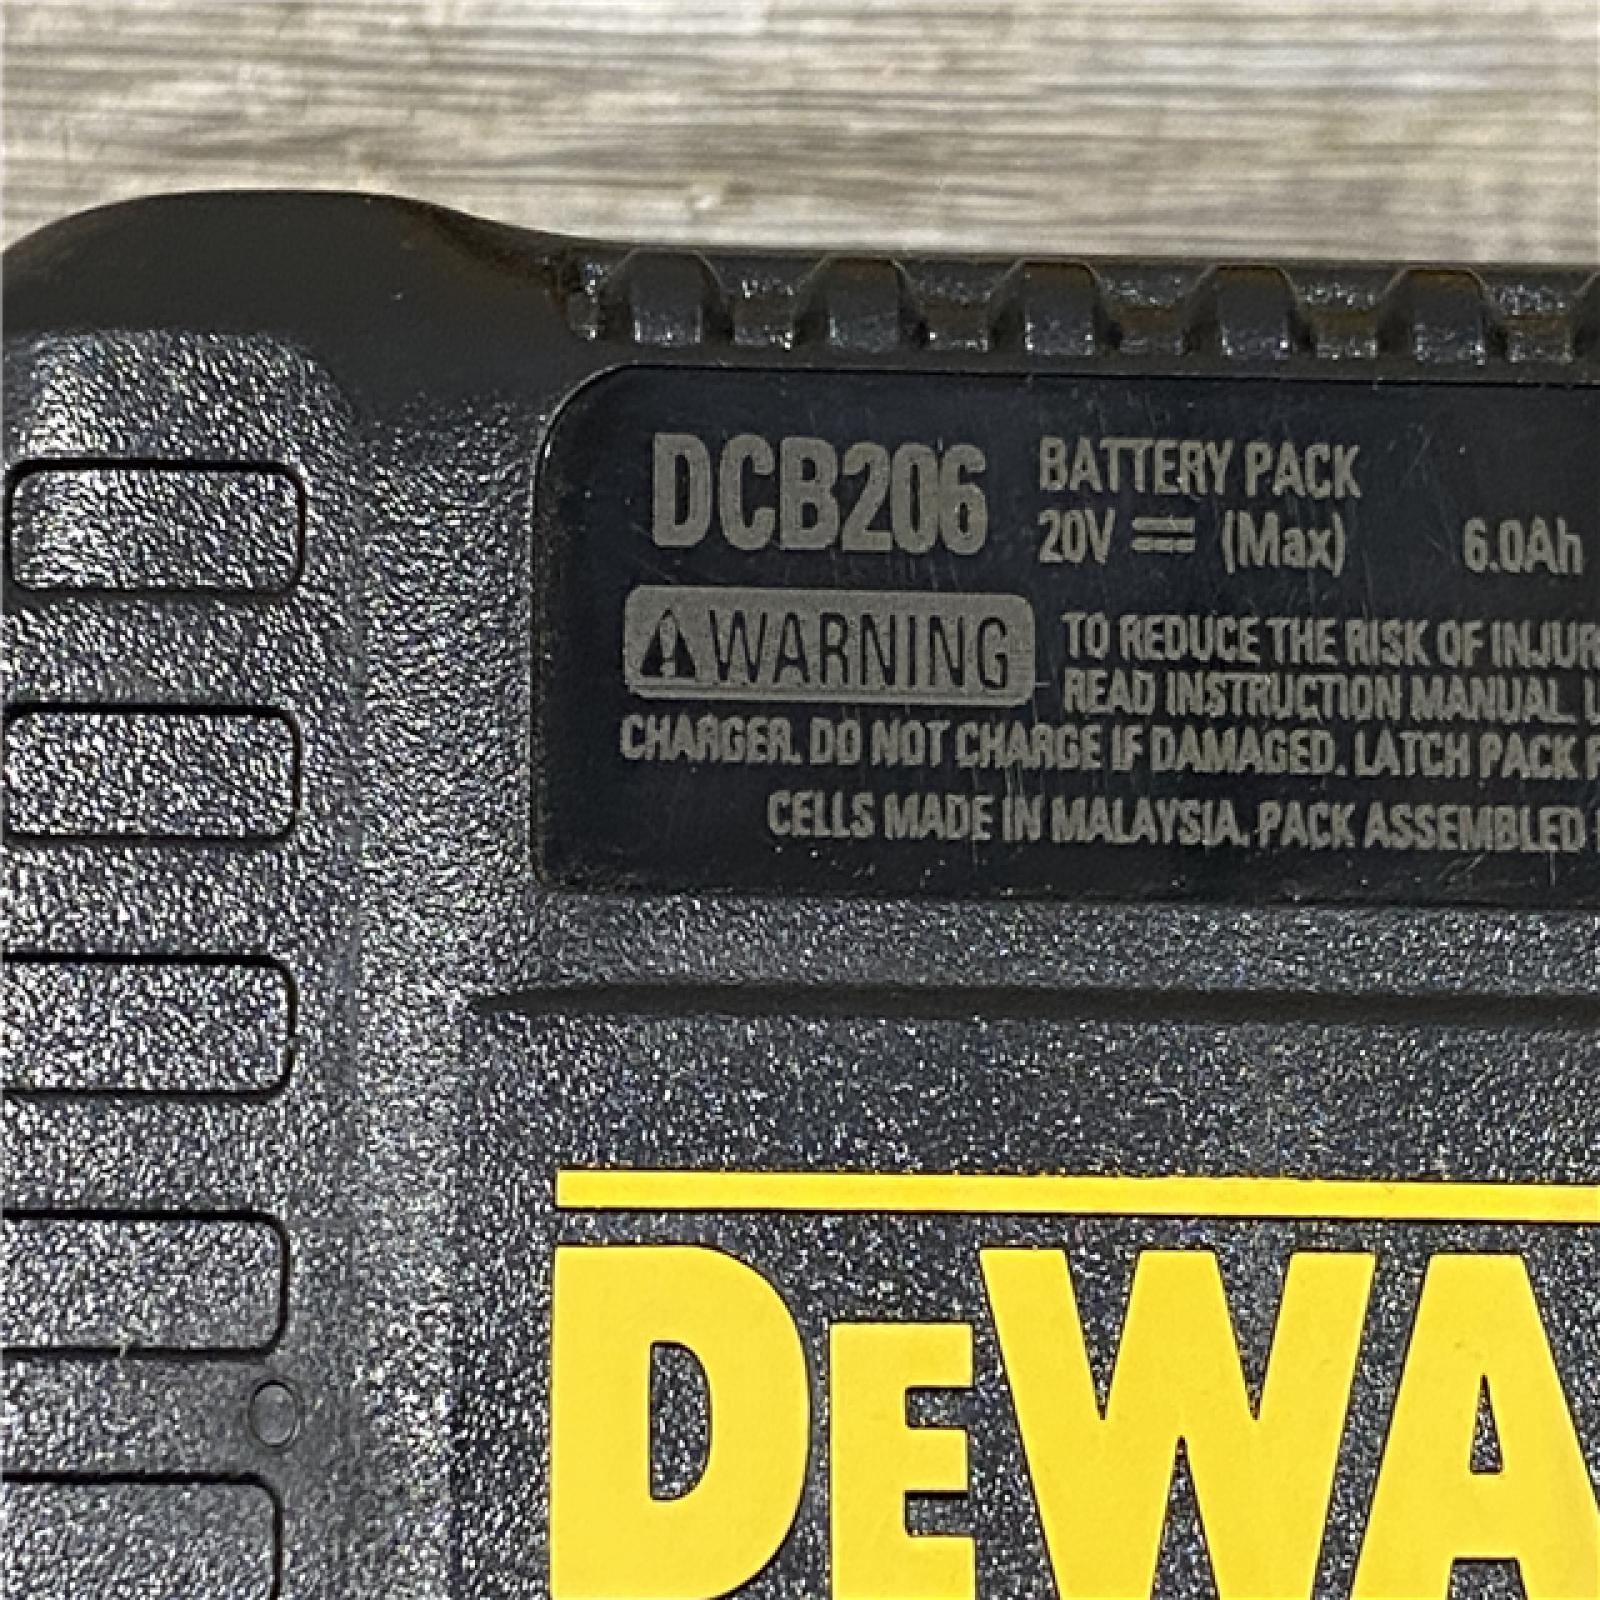 DCB206 BATTERY PACK
20V ⎓ (Max) 6.0Ah
⚠WARNING TO REDUCE THE RISK OF INJUR
READ INSTRUCTION MANUAL.
CHARGER. DO NOT CHARGE IF DAMAGED. LATCH PACK
CELLS MADE IN MALAYSIA. PACK ASSEMBLED
DEWA